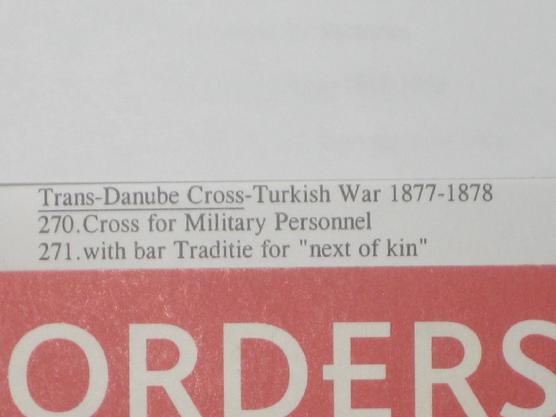 Trans-Danube Cross-Turkish War 1877-1878
270.Cross for Military Personnel
271.with bar Traditie for "next of kin"
ORDERS